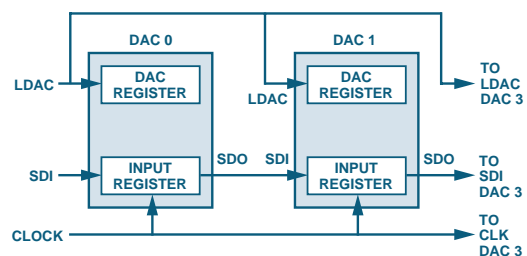 DAC 0
DAC 1
LDAC
DAC
REGISTER
LDAC
DAC
REGISTER
TO
LDAC
DAC 3
SDI
INPUT
REGISTER
SDO
SDI
INPUT
REGISTER
SDO
TO
SDI
DAC 3
CLOCK
TO
CLK
DAC 3